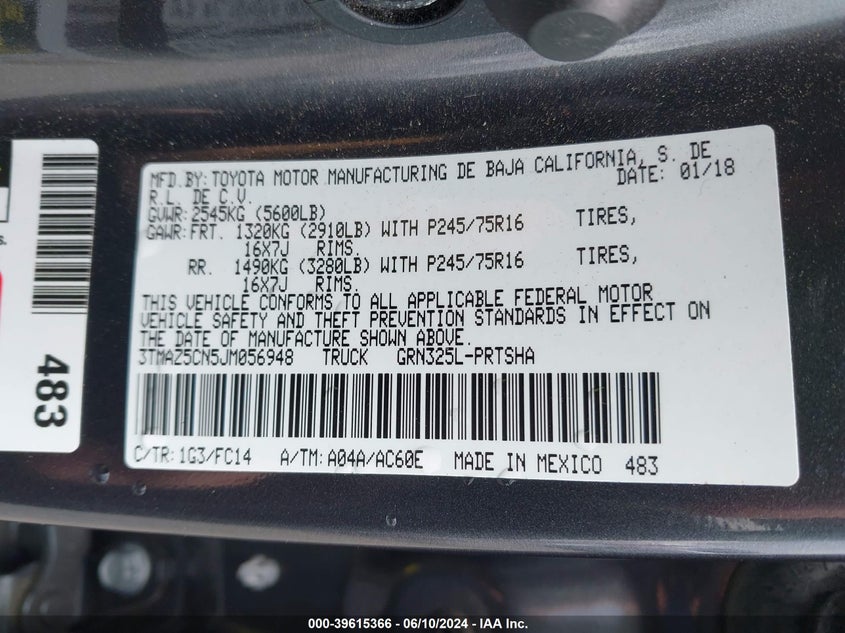 MFD.BY: TOYOTA MOTOR MANUFACTURING DE BAJA CALIFORNIA, S. DE
R.L. DE C.V. DATE: 01/18
GVWR: 2545KG (5600LB)
GAWR: FRT. 1320KG (2910LB) WITH P245/75R16 TIRES,
16X7J RIMS.
RR. 1490KG (3280LB) WITH P245/75R16 TIRES,
16X7J RIMS.
THIS VEHICLE CONFORMS TO ALL APPLICABLE FEDERAL MOTOR
VEHICLE SAFETY AND THEFT PREVENTION STANDARDS IN EFFECT ON
THE DATE OF MANUFACTURE SHOWN ABOVE.
3TMAZ5CN5JM056948 TRUCK GRN325L-PRTSHA
C/TR: 1G3/FC14 A/TM: A04A/AC60E MADE IN MEXICO 483
483
000-39615366 - 06/10/2024 - IAA Inc.